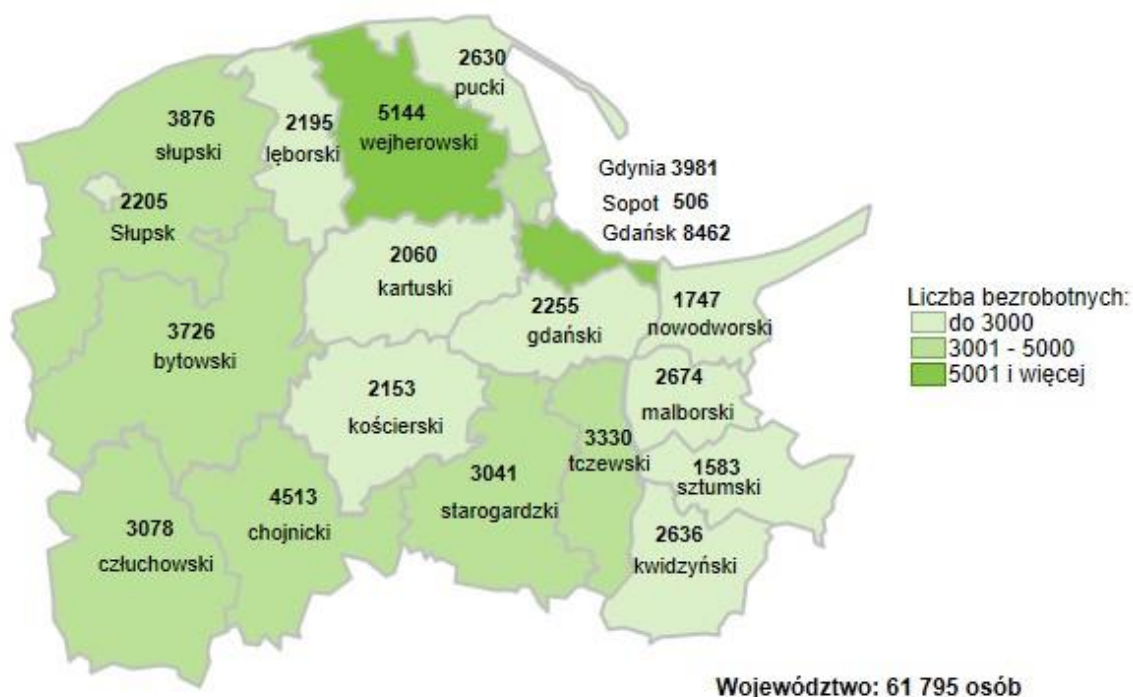 2630
pucki
5144
wejherowski
3876
słupski
2195
lęborski
Gdynia 3981
Sopot 506
Gdańsk 8462
2205
Słupsk
2060
kartuski
2255
gdański
1747
nowodworski
Liczba bezrobotnych:
do 3000
3001 - 5000
5001 i więcej
3726
bytowski
2153
kościerski
2674
malborski
3330
tczewski
3041
starogardzki
1583
sztumski
4513
chojnicki
3078
człuchowski
2636
kwidzyński
Województwo: 61 795 osób